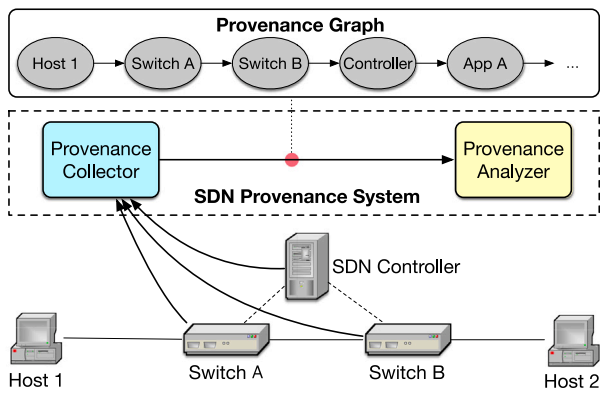 Provenance Graph
Host 1 Switch A Switch B Controller App A ...
Provenance Collector
Provenance Analyzer
SDN Provenance System
SDN Controller
Host 1
Switch A
Switch B
Host 2